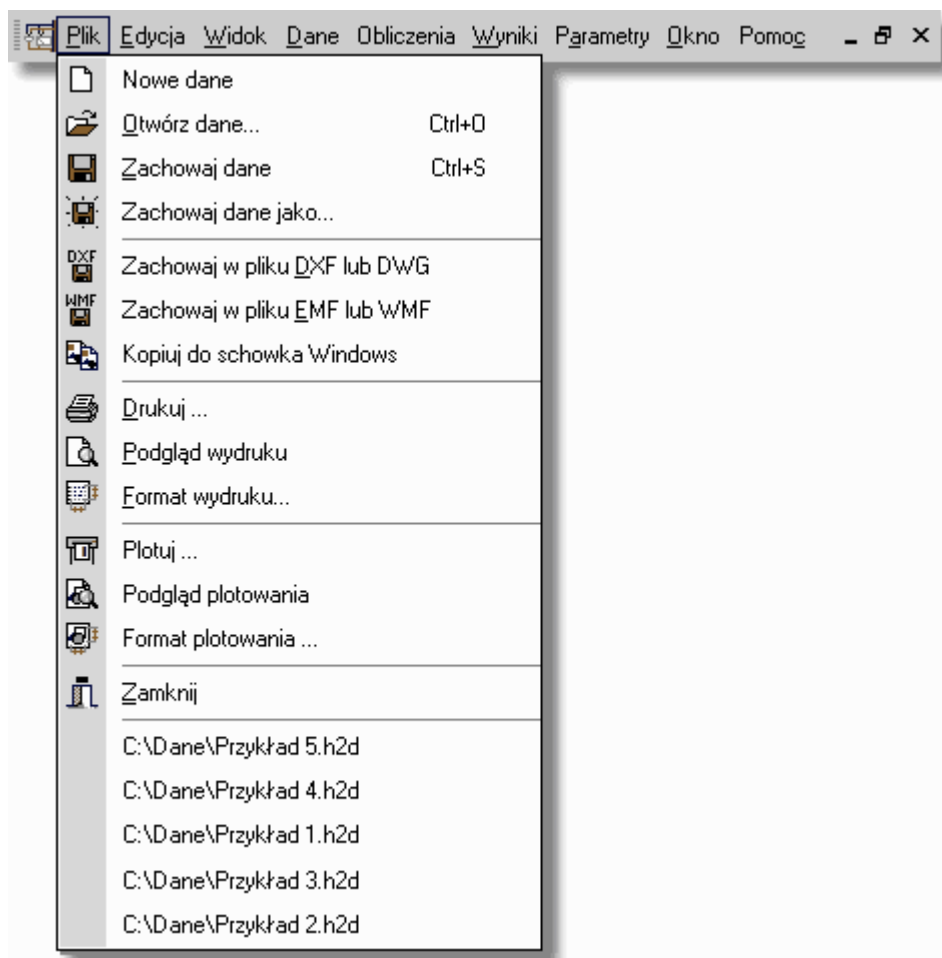 Plik Edycja Widok Dane Obliczenia Wyniki Parametry Okno Pomoc
Nowe dane
Otwórz dane... Ctrl+O
Zachowaj dane Ctrl+S
Zachowaj dane jako...
DXF Zachowaj w pliku DXF lub DWG
WMF Zachowaj w pliku EMF lub WMF
Kopiuj do schowka Windows
Drukuj ...
Podgląd wydruku
Format wydruku...
Plotuj ...
Podgląd plotowania
Format plotowania ...
Zamknij
C:\Dane\Przykład 5.h2d
C:\Dane\Przykład 4.h2d
C:\Dane\Przykład 1.h2d
C:\Dane\Przykład 3.h2d
C:\Dane\Przykład 2.h2d